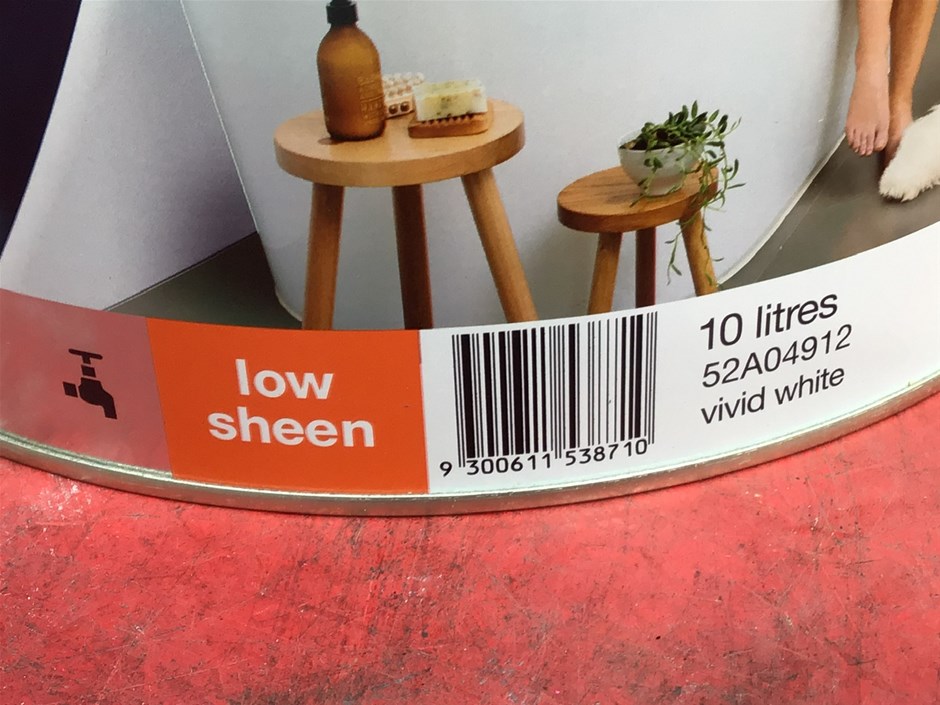 low
sheen
9 300611 538710
10 litres
52A04912
vivid white